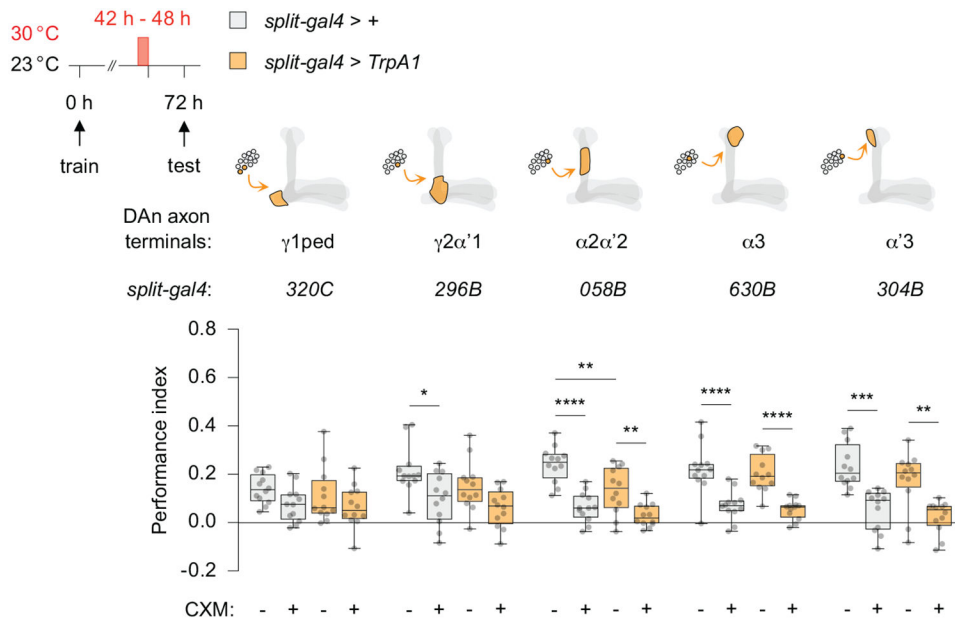 42 h - 48 h
30 °C
23 °C
//
0 h 72 h
train test
split-gal4 > +
split-gal4 > TrpA1
DAn axon
terminals: γ1ped γ2α'1 α2α'2 α3 α'3
split-gal4: 320C 296B 058B 630B 304B
Performance index
0.8
0.6
0.4
0.2
0.0
-0.2
* **** ** ** **** **** *** **
CXM: - + - + - + - + - + - + - + - + - + - +